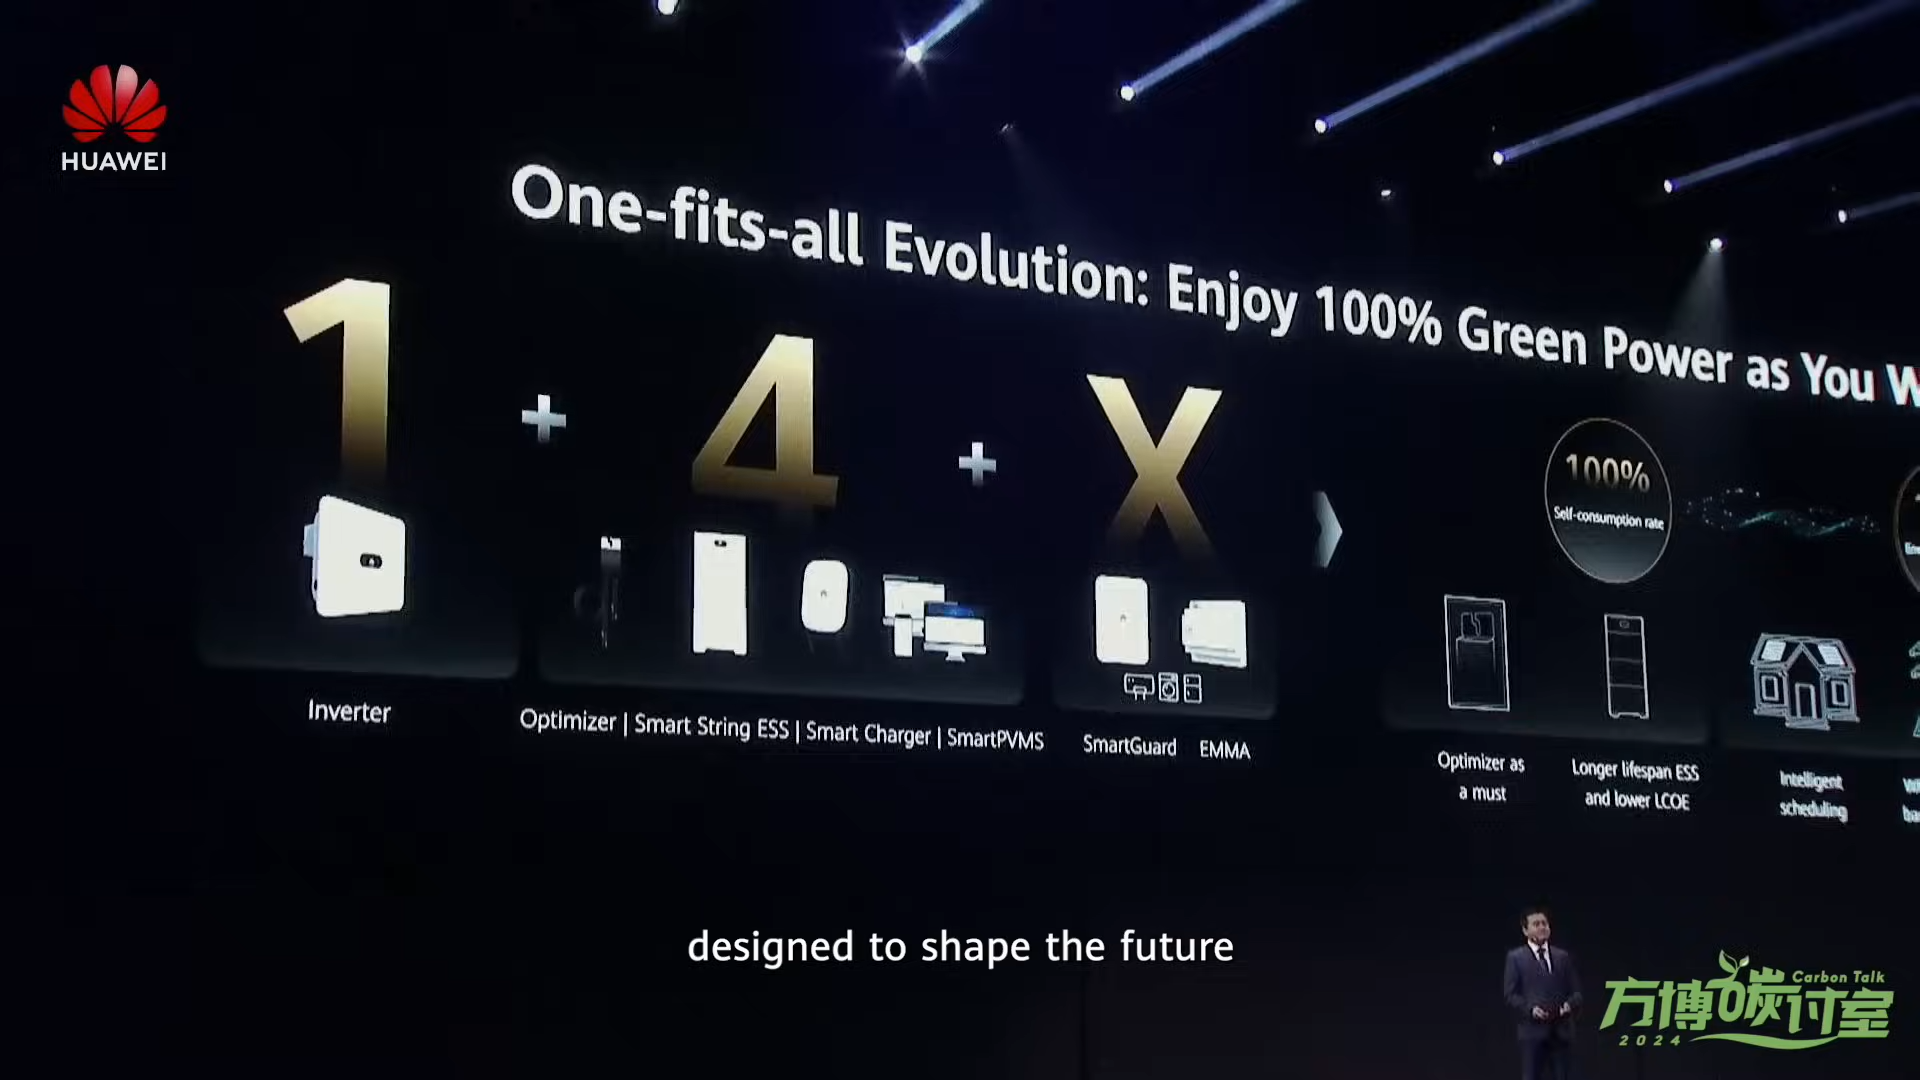 HUAWEI
One-fits-all Evolution: Enjoy 100% Green Power as You
1 + 4 + X
100%
Self-consumption rate
Inverter
Optimizer | Smart String ESS | Smart Charger | SmartPVMS
SmartGuard EMMA
Optimizer as
a must
Longer lifespan ESS
and lower LCOE
Intelligent
scheduling
designed to shape the future
Carbon Talk
万博碳讨室
2024